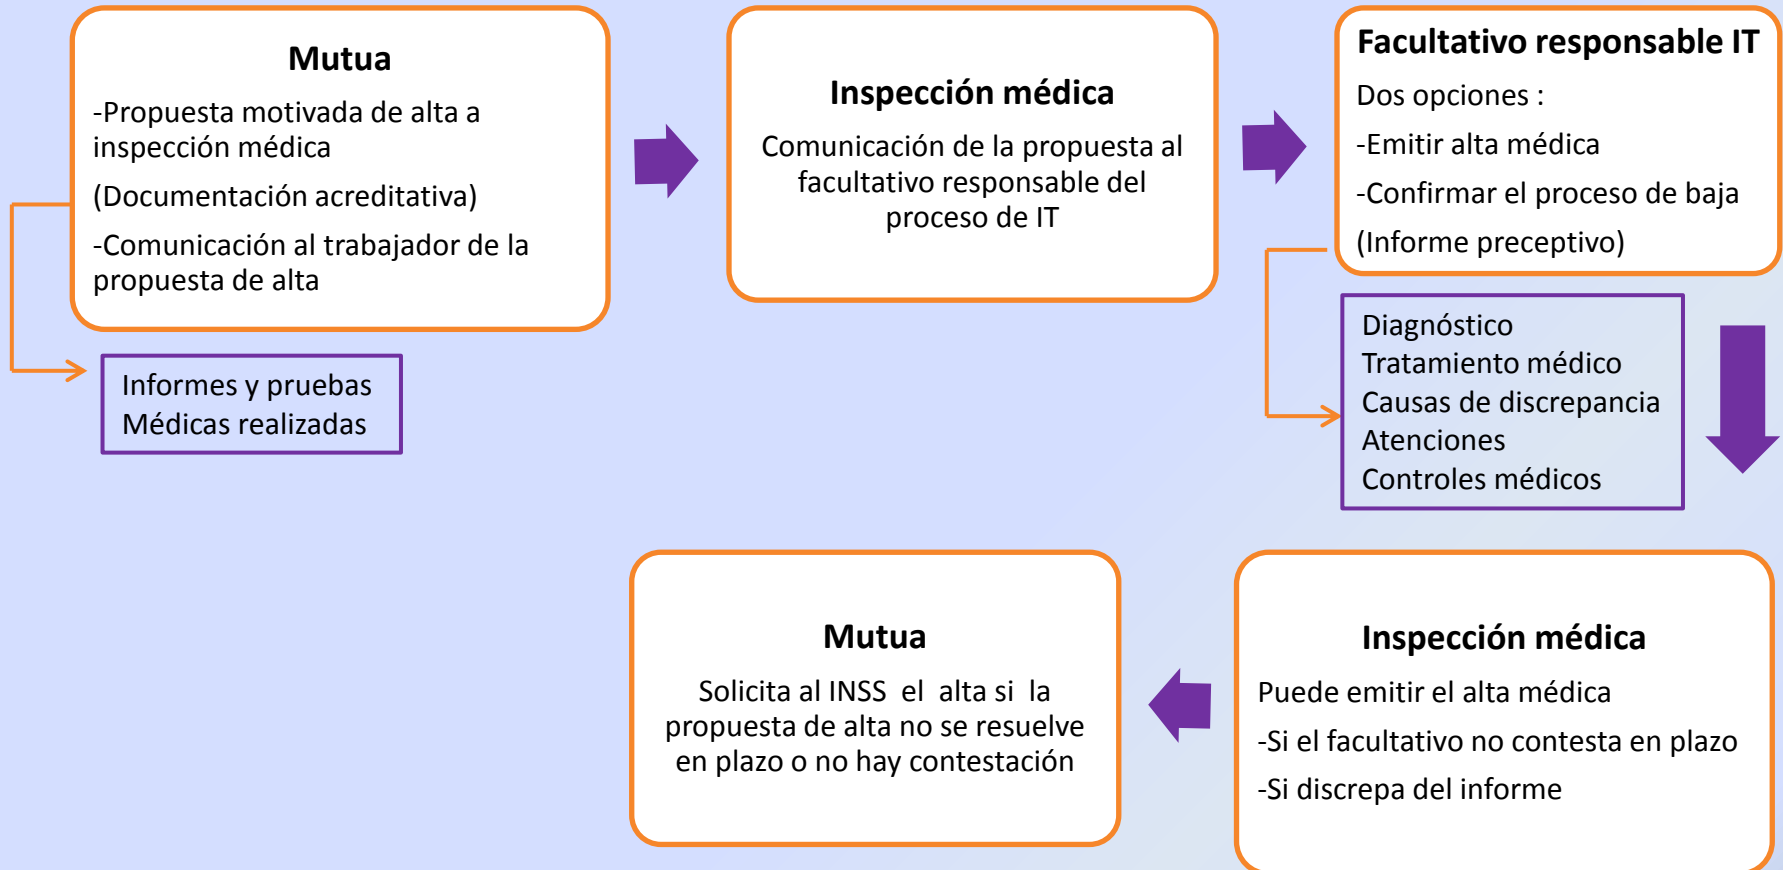 Mutua
-Propuesta motivada de alta a
inspección médica
(Documentación acreditativa)
-Comunicación al trabajador de la
propuesta de alta
Informes y pruebas
Médicas realizadas
Inspección médica
Comunicación de la propuesta al
facultativo responsable del
proceso de IT
Facultativo responsable IT
Dos opciones :
-Emitir alta médica
-Confirmar el proceso de baja
(Informe preceptivo)
Diagnóstico
Tratamiento médico
Causas de discrepancia
Atenciones
Controles médicos
Inspección médica
Puede emitir el alta médica
-Si el facultativo no contesta en plazo
-Si discrepa del informe
Mutua
Solicita al INSS el alta si la
propuesta de alta no se resuelve
en plazo o no hay contestación